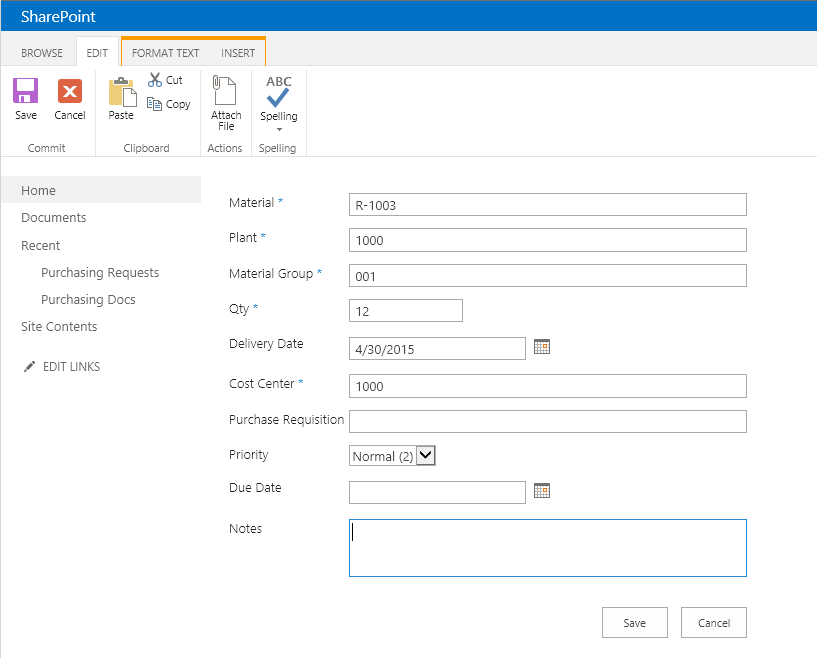 SharePoint
BROWSE EDIT FORMAT TEXT INSERT
Save Cancel Paste Cut Copy Attach File ABC Spelling
Commit Clipboard Actions Spelling
Home
Documents
Recent
Purchasing Requests
Purchasing Docs
Site Contents
EDIT LINKS
Material * R-1003
Plant * 1000
Material Group * 001
Qty * 12
Delivery Date 4/30/2015
Cost Center * 1000
Purchase Requisition
Priority Normal (2)
Due Date
Notes
Save Cancel